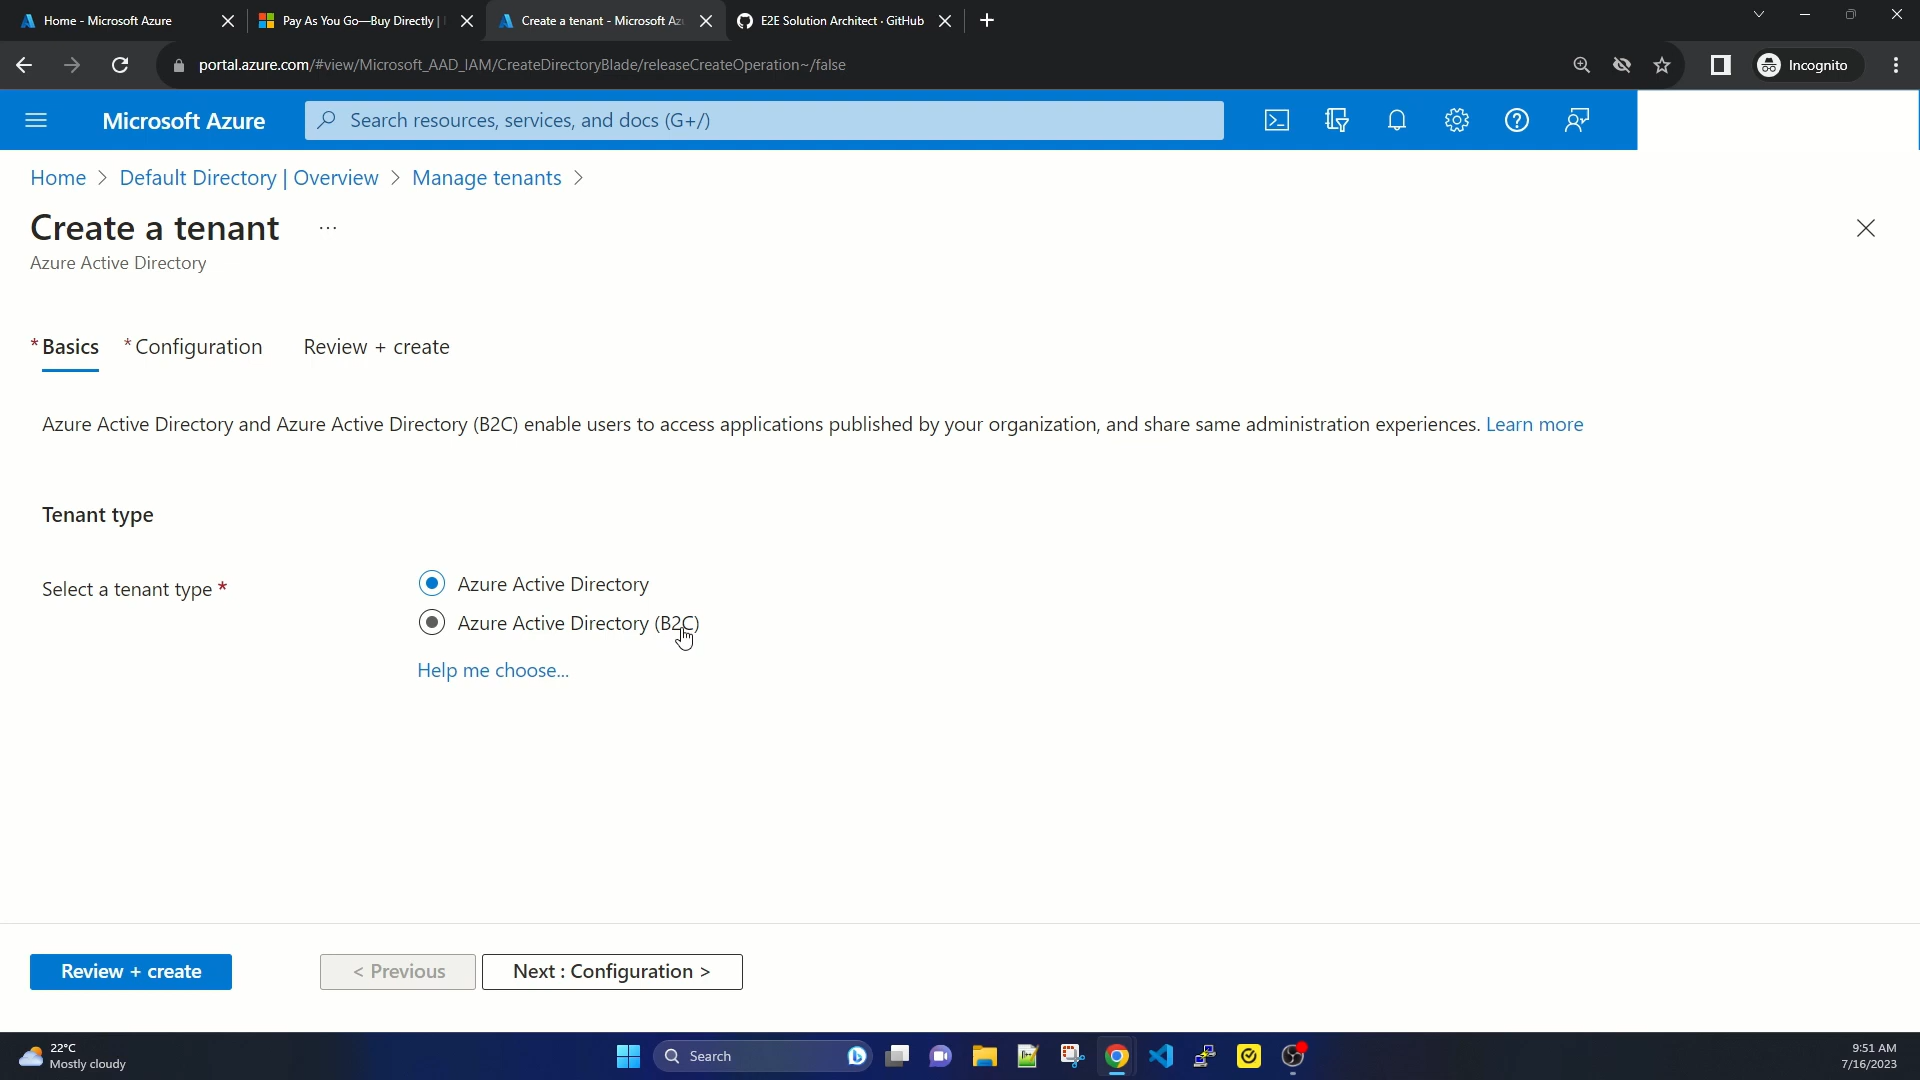 Home - Microsoft Azure
Pay As You Go—Buy Directly |
Create a tenant - Microsoft Az
E2E Solution Architect · GitHub
portal.azure.com/#view/Microsoft_AAD_IAM/CreateDirectoryBlade/releaseCreateOperation~/false
Incognito
Microsoft Azure
Search resources, services, and docs (G+/)
Home > Default Directory | Overview > Manage tenants >
Create a tenant ...
Azure Active Directory
* Basics * Configuration Review + create
Azure Active Directory and Azure Active Directory (B2C) enable users to access applications published by your organization, and share same administration experiences. Learn more
Tenant type
Select a tenant type *
Azure Active Directory
Azure Active Directory (B2C)
Help me choose...
Review + create
< Previous
Next : Configuration >
22°C
Mostly cloudy
Search
9:51 AM
7/16/2023